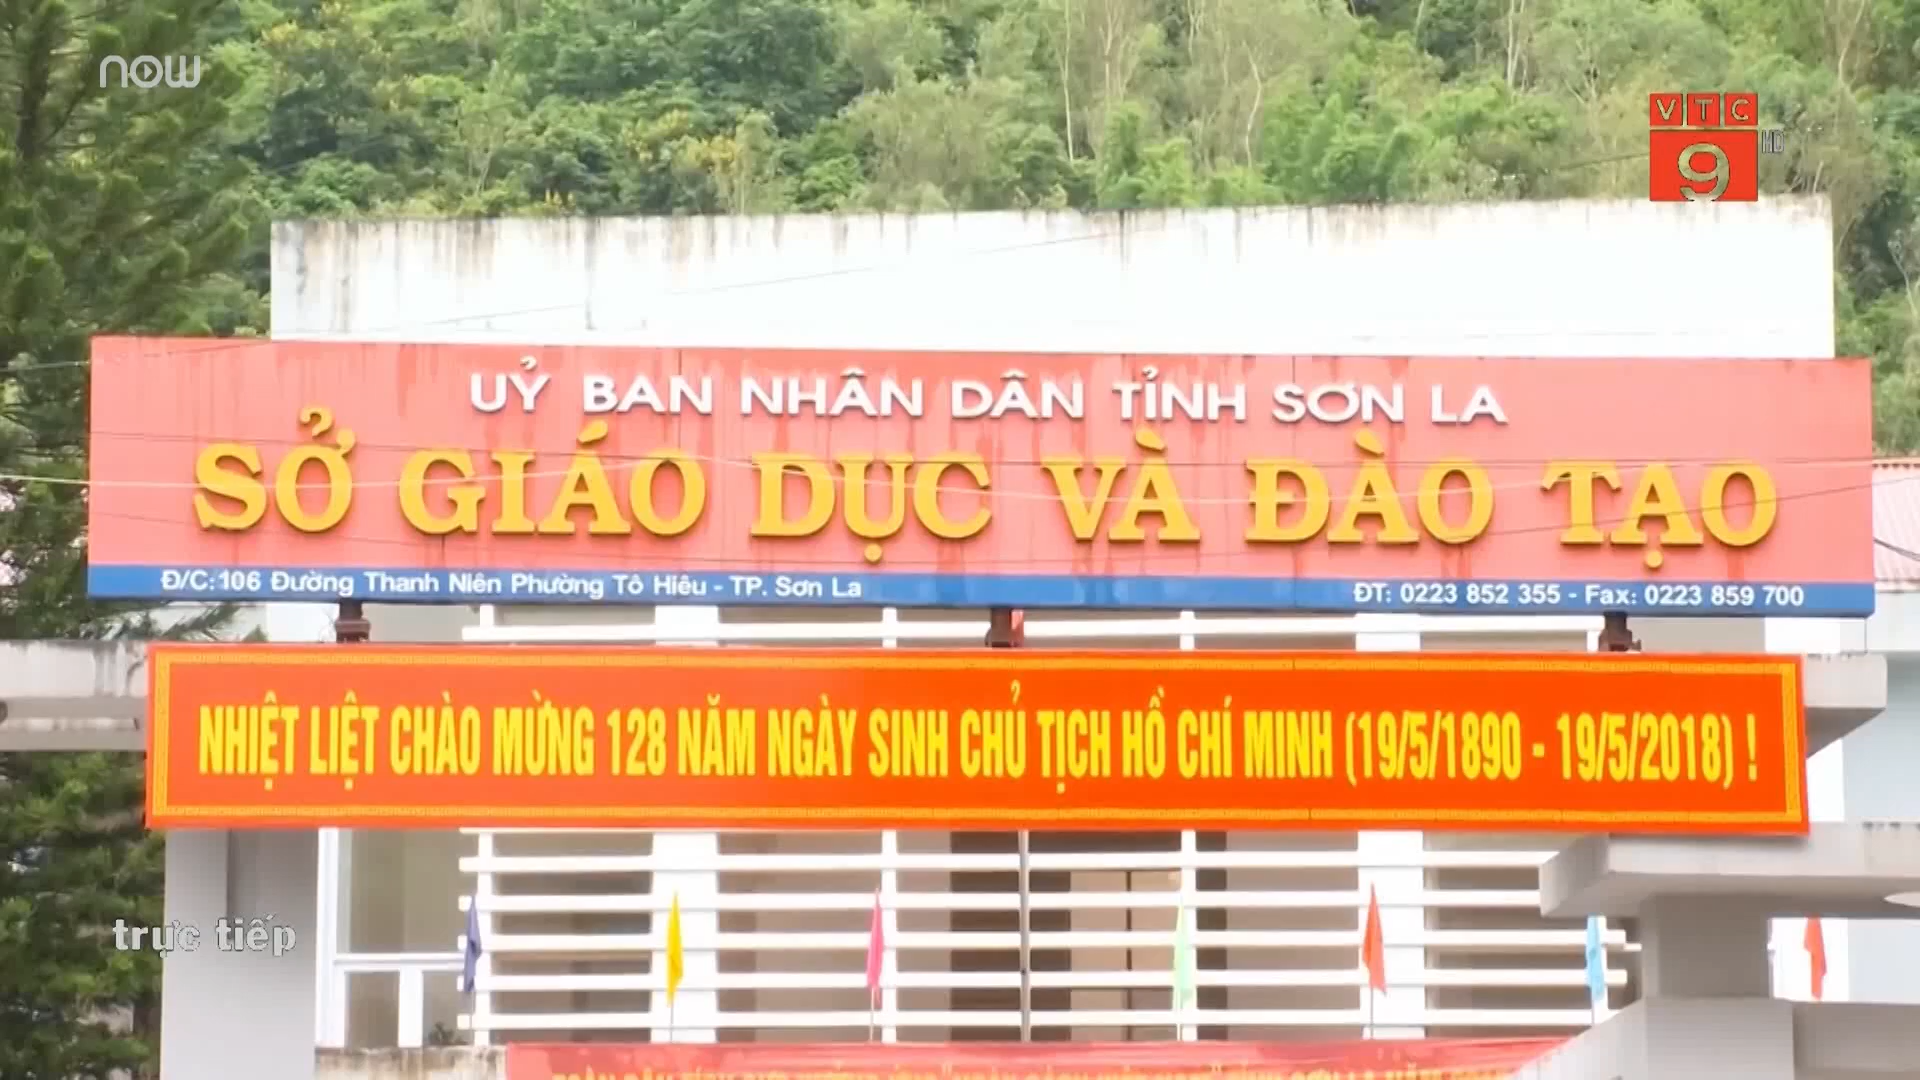 now
VTC
9 HD
UỶ BAN NHÂN DÂN TỈNH SƠN LA
SỞ GIÁO DỤC VÀ ĐÀO TẠO
Đ/C: 106 Đường Thanh Niên Phường Tô Hiệu - TP. Sơn La
ĐT: 0223 852 355 - Fax: 0223 859 700
NHIỆT LIỆT CHÀO MỪNG 128 NĂM NGÀY SINH CHỦ TỊCH HỒ CHÍ MINH (19/5/1890 - 19/5/2018) !
trực tiếp